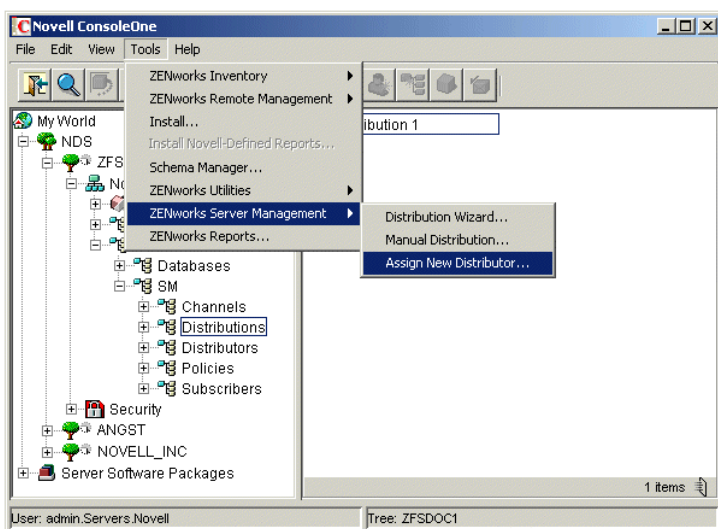 Novell ConsoleOne
File Edit View Tools Help
ZENworks Inventory
ZENworks Remote Management
Install...
Install Novell-Defined Reports...
Schema Manager...
ZENworks Utilities
ZENworks Server Management
ZENworks Reports...
Distribution Wizard...
Manual Distribution...
Assign New Distributor...
ibution 1
My World
NDS
ZFS
No
Databases
SM
Channels
Distributions
Distributors
Policies
Subscribers
Security
ANGST
NOVELL_INC
Server Software Packages
1 items
User: admin.Servers.Novell
Tree: ZFSDOC1